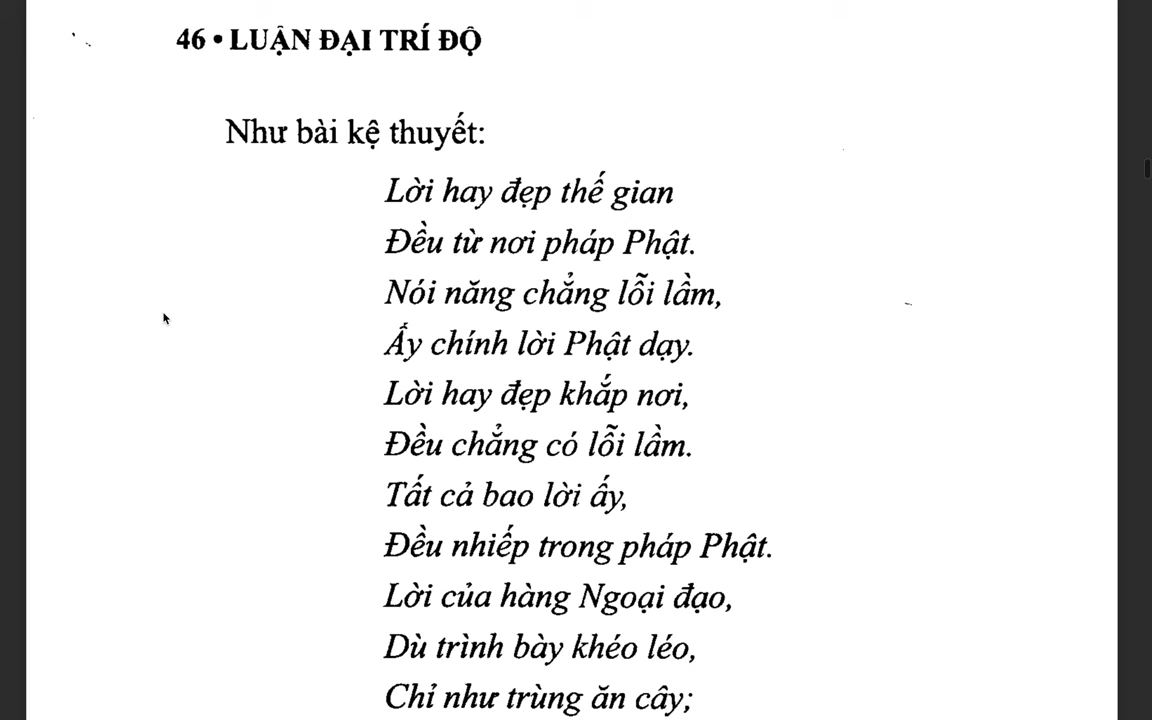 46 • LUẬN ĐẠI TRÍ ĐỘ
Như bài kệ thuyết:
Lời hay đẹp thế gian
Đều từ nơi pháp Phật.
Nói năng chẳng lỗi lầm,
Ấy chính lời Phật dạy.
Lời hay đẹp khắp nơi,
Đều chẳng có lỗi lầm.
Tất cả bao lời ấy,
Đều nhiếp trong pháp Phật.
Lời của hàng Ngoại đạo,
Dù trình bày khéo léo,
Chỉ như trùng ăn cây;